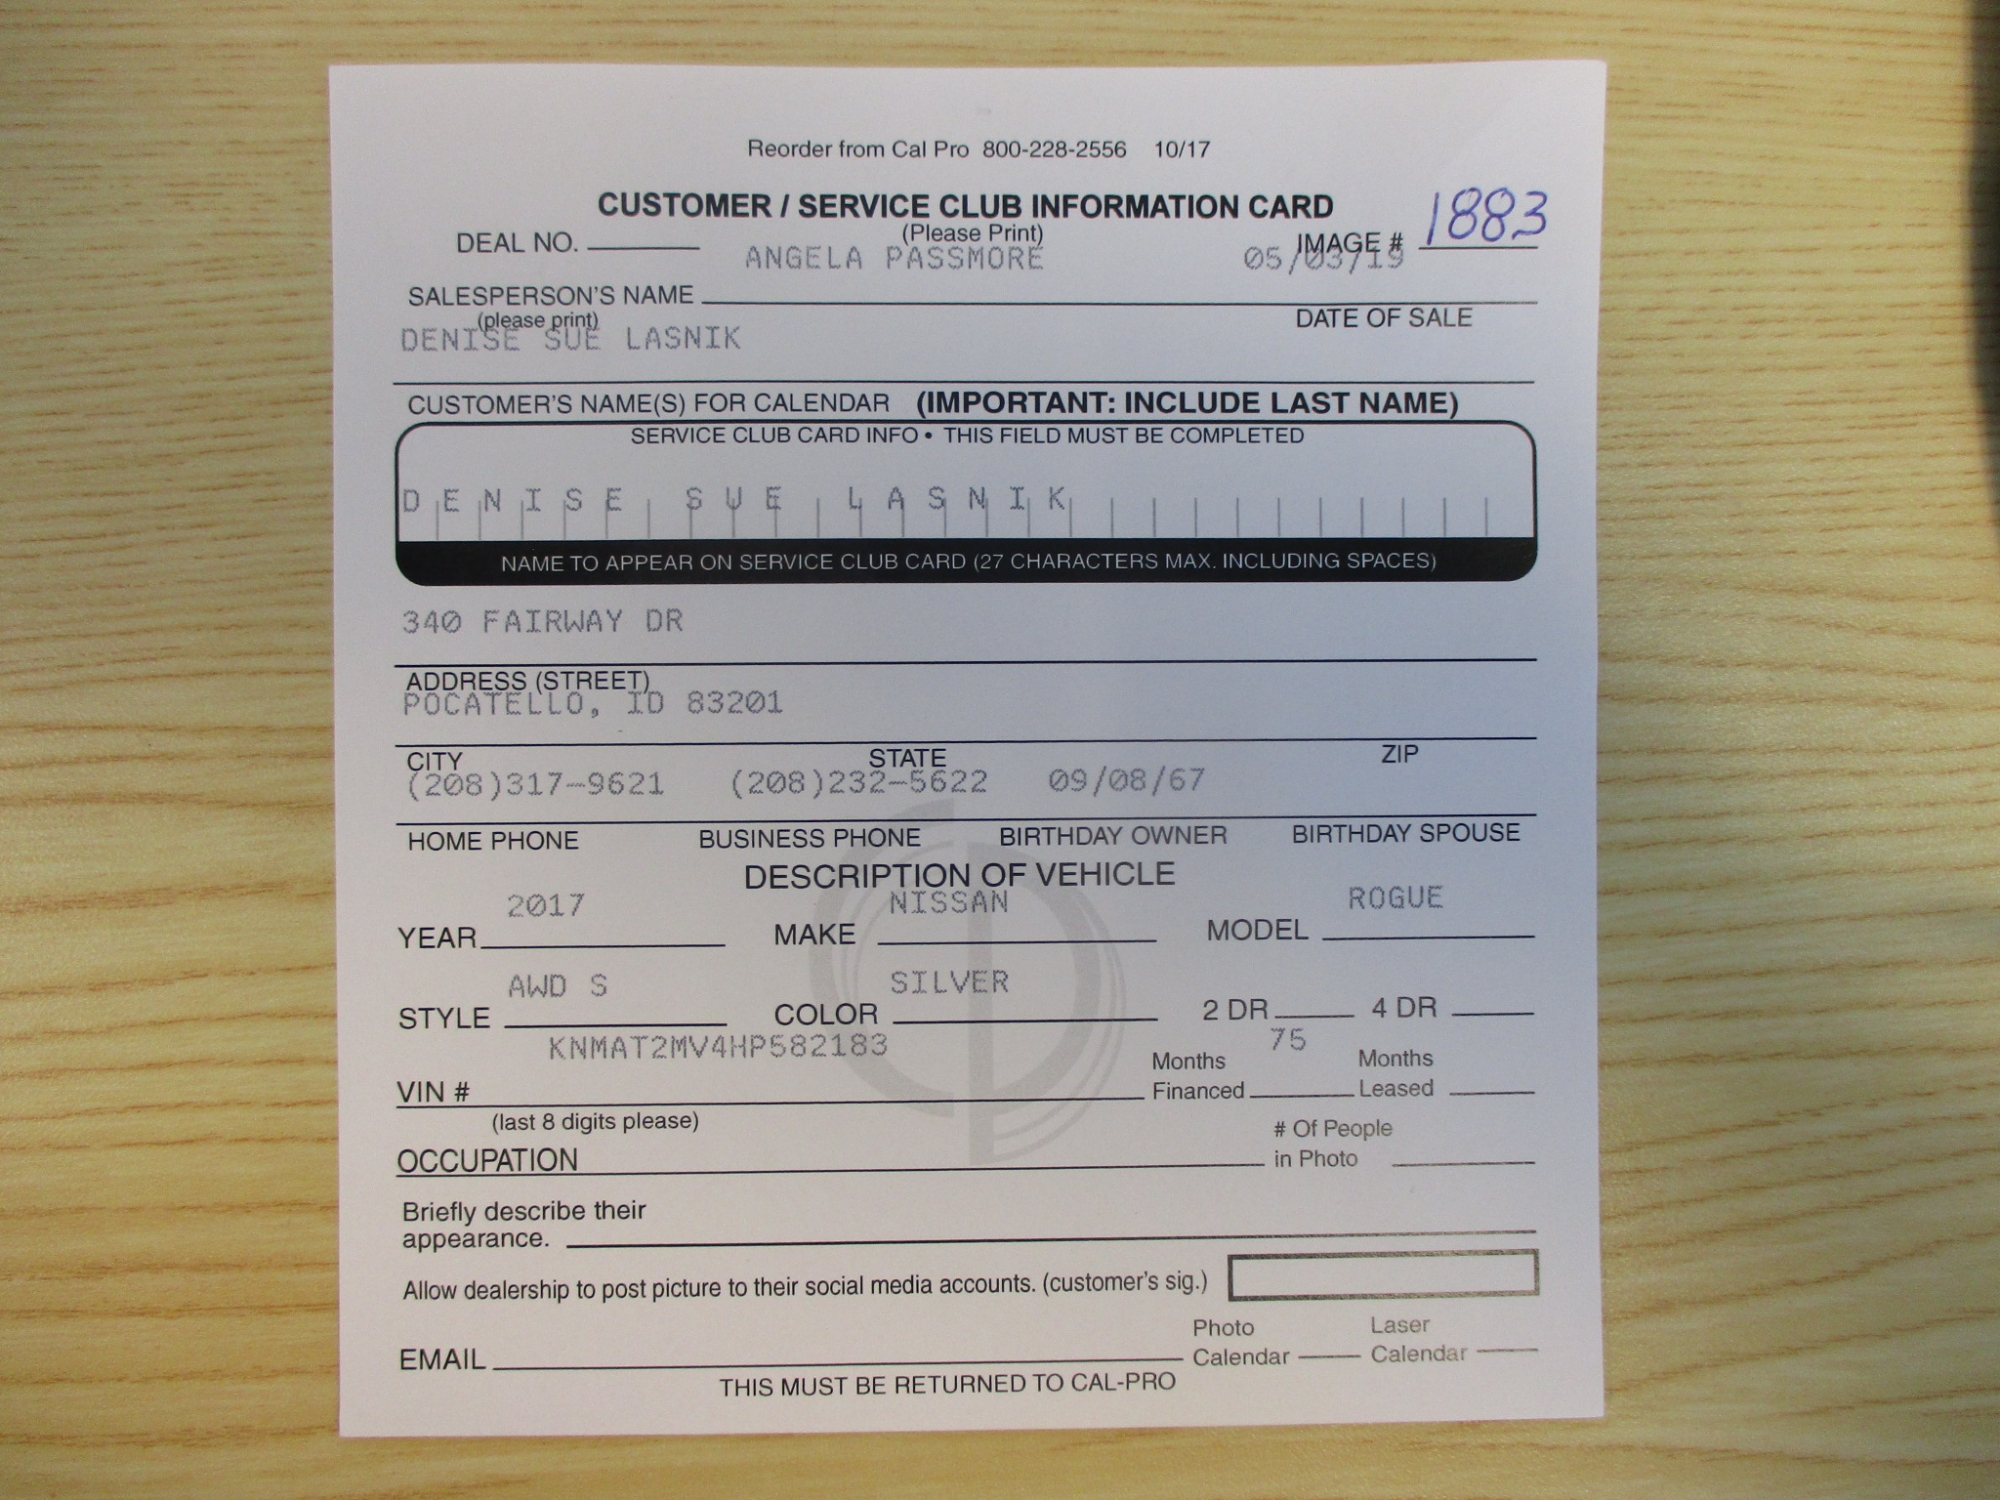 Reorder from Cal Pro 800-228-2556 10/17
CUSTOMER / SERVICE CLUB INFORMATION CARD
(Please Print)
DEAL NO. IMAGE # 1883
ANGELA PASSMORE 05/03/19
SALESPERSON'S NAME
(please print) DATE OF SALE
DENISE SUE LASNIK
CUSTOMER'S NAME(S) FOR CALENDAR (IMPORTANT: INCLUDE LAST NAME)
SERVICE CLUB CARD INFO • THIS FIELD MUST BE COMPLETED
DENISE SUE LASNIK
NAME TO APPEAR ON SERVICE CLUB CARD (27 CHARACTERS MAX. INCLUDING SPACES)
340 FAIRWAY DR
ADDRESS (STREET)
POCATELLO, ID 83201
CITY STATE ZIP
(208)317-9621 (208)232-5622 09/08/67
HOME PHONE BUSINESS PHONE BIRTHDAY OWNER BIRTHDAY SPOUSE
DESCRIPTION OF VEHICLE
2017 NISSAN ROGUE
YEAR MAKE MODEL
AWD S SILVER
STYLE COLOR 2 DR 4 DR
KNMAT2MV4HP582183 75
VIN # Months Financed Months Leased
(last 8 digits please)
OCCUPATION # Of People in Photo
Briefly describe their
appearance.
Allow dealership to post picture to their social media accounts. (customer's sig.)
EMAIL Photo Calendar Laser Calendar
THIS MUST BE RETURNED TO CAL-PRO